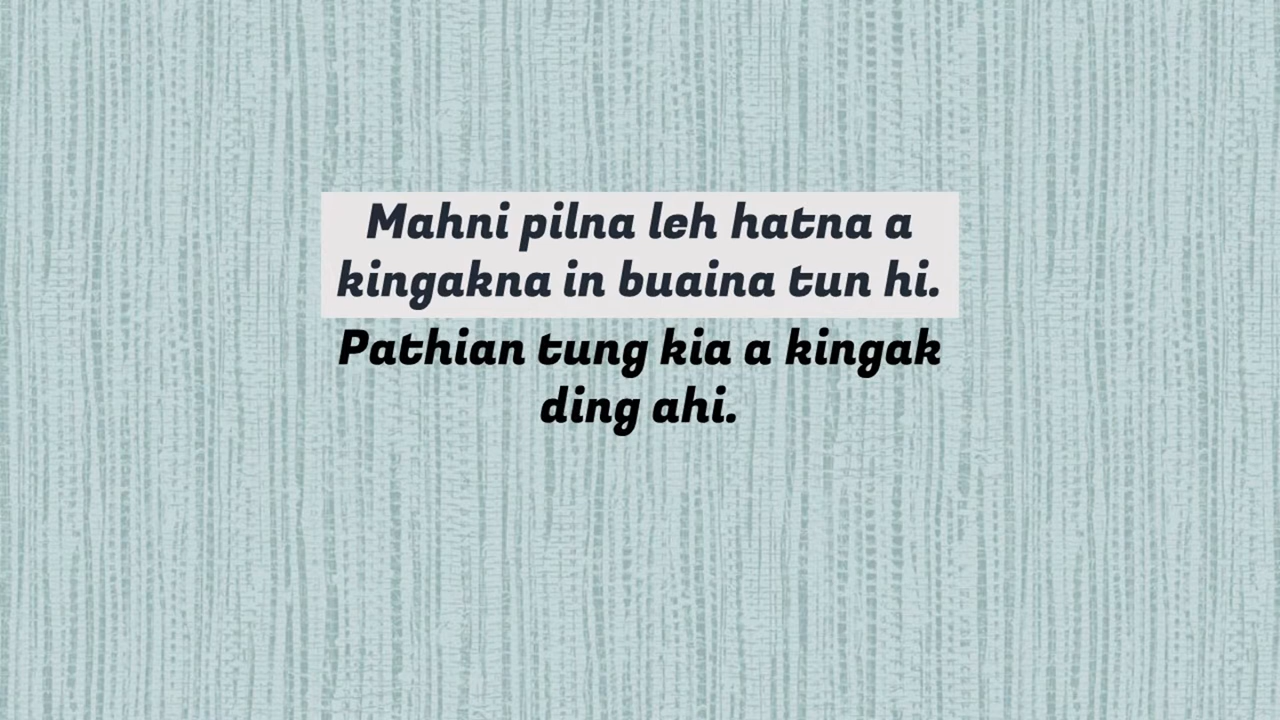 Mahni pilna leh hatna a
kingakna in buaina tun hi.
Pathian tung kia a kingak
ding ahi.